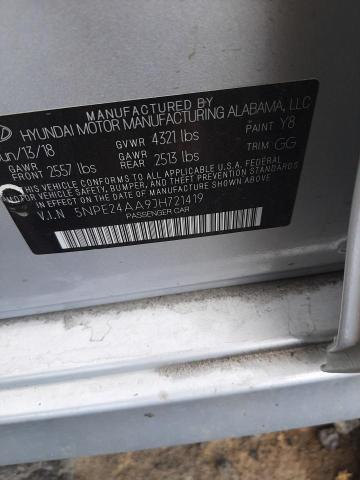 MANUFACTURED BY
HYUNDAI MOTOR MANUFACTURING ALABAMA, LLC
un/13/18 GVWR 4321 lbs PAINT Y8
GAWR FRONT 2557 lbs GAWR REAR 2513 lbs TRIM GG
THIS VEHICLE CONFORMS TO ALL APPLICABLE U.S.A. FEDERAL
MOTOR VEHICLE SAFETY, BUMPER, AND THEFT PREVENTION STANDARDS
IN EFFECT ON THE DATE OF MANUFACTURE SHOWN ABOVE.
V.I.N 5NPE24AA9JH721419
PASSENGER CAR